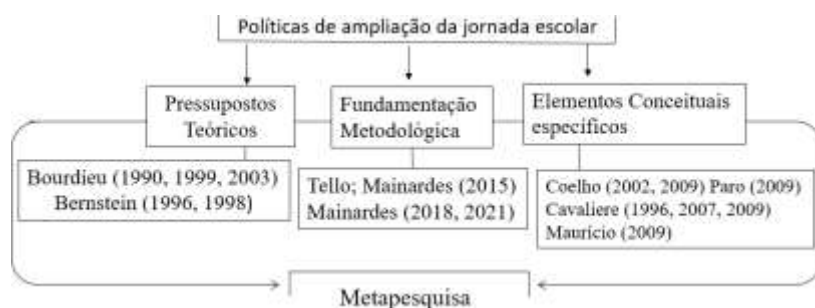 Políticas de ampliação da jornada escolar
Pressupostos
Teóricos
Fundamentação
Metodológica
Elementos Conceituais
específicos
Bourdieu (1990, 1999, 2003)
Bernstein (1996, 1998)
Tello; Mainardes (2015)
Mainardes (2018, 2021)
Coelho (2002, 2009) Paro (2009)
Cavaliere (1996, 2007, 2009)
Maurício (2009)
Metapesquisa